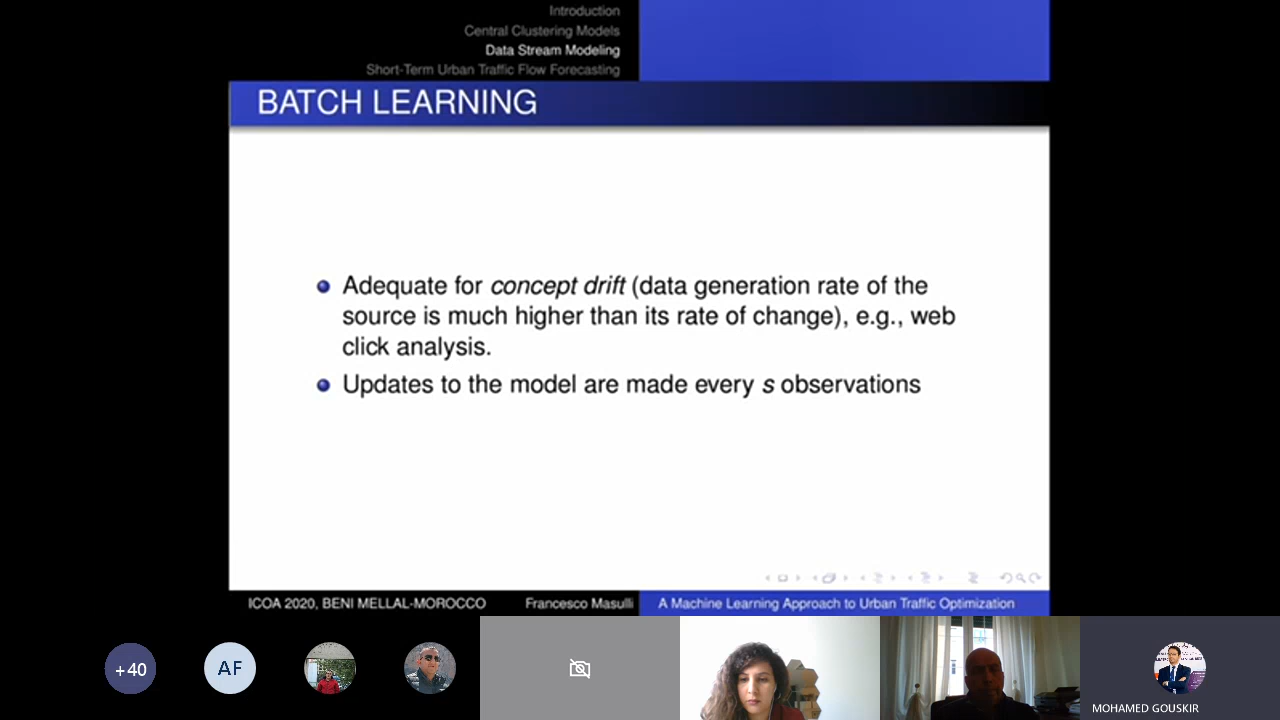 Introduction
Central Clustering Models
Data Stream Modeling
Short-Term Urban Traffic Flow Forecasting
BATCH LEARNING
Adequate for concept drift (data generation rate of the
source is much higher than its rate of change), e.g., web
click analysis.
Updates to the model are made every s observations
ICOA 2020, BENI MELLAL-MOROCCO
Francesco Masulli
A Machine Learning Approach to Urban Traffic Optimization
+40
AF
MOHAMED GOUSKIR